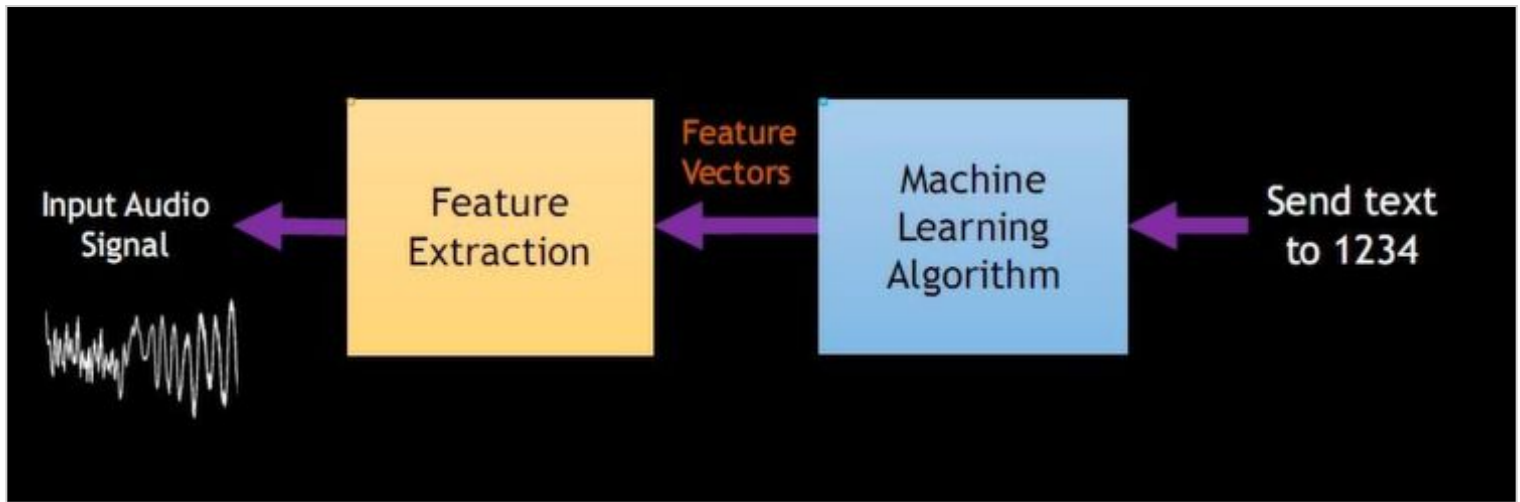 Input Audio
Signal
Feature
Extraction
Feature
Vectors
Machine
Learning
Algorithm
Send text
to 1234